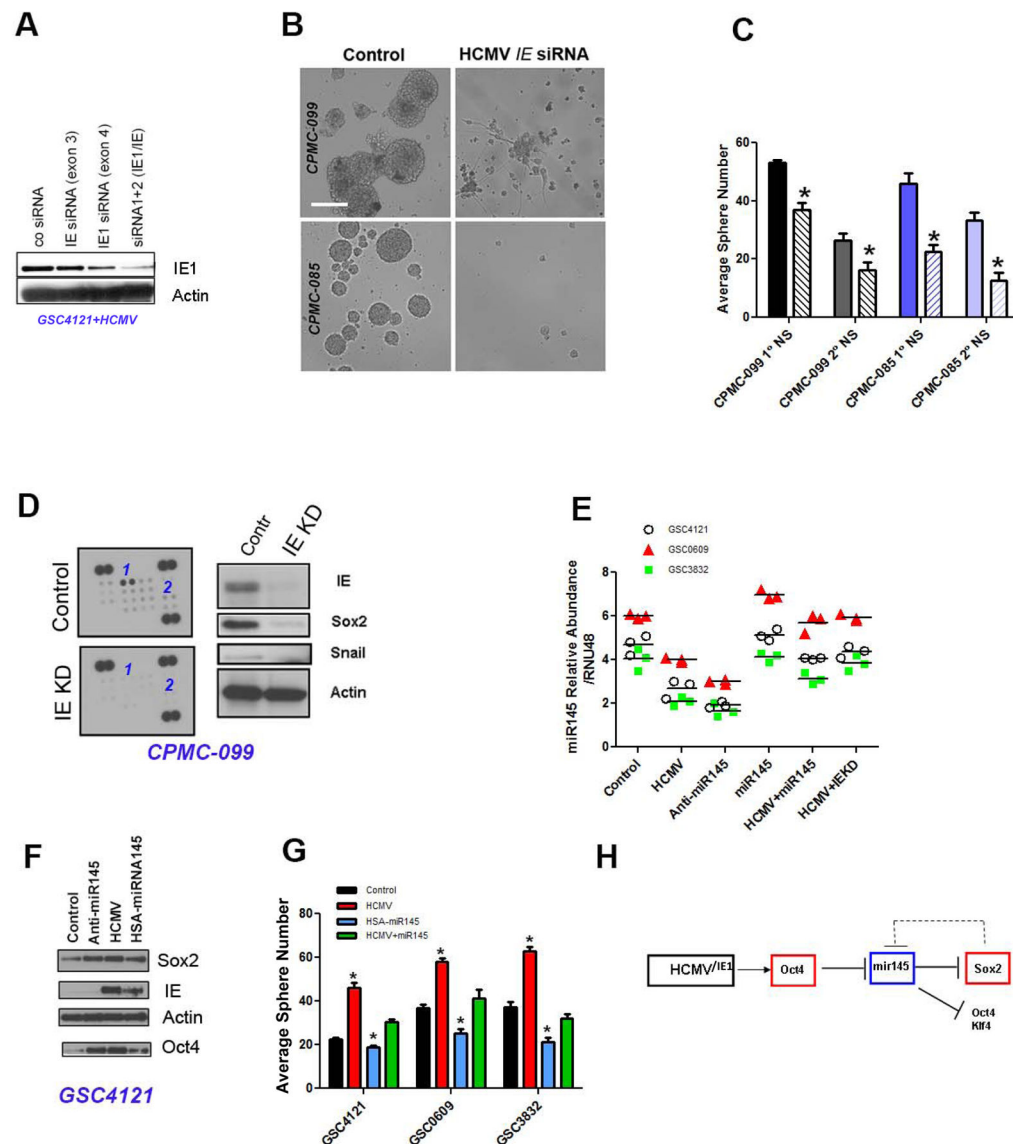 A
co siRNA
IE siRNA (exon 3)
IE1 siRNA (exon 4)
siRNA1+2 (IE1/IE)
IE1
Actin
GSC4121+HCMV
B
Control
HCMV IE siRNA
CPMC-099
CPMC-085
C
Average Sphere Number
60
40
20
0
*
*
*
*
CPMC-099 1° NS
CPMC-099 2° NS
CPMC-085 1° NS
CPMC-085 2° NS
D
Control
1
2
IE KD
1
2
Contr
IE KD
IE
Sox2
Snail
Actin
CPMC-099
E
GSC4121
GSC0609
GSC3832
miR145 Relative Abundance
/RNU48
8
6
4
2
0
Control
HCMV
Anti-miR145
miR145
HCMV+miR145
HCMV+IEKD
F
Control
Anti-miR145
HCMV
HSA-miRNA145
Sox2
IE
Actin
Oct4
GSC4121
G
Control
HCMV
HSA-miR145
HCMV+miR145
Average Sphere Number
80
60
40
20
0
*
*
*
*
*
*
GSC4121
GSC0609
GSC3832
H
HCMV/IE1
Oct4
mir145
Sox2
Oct4
Klf4